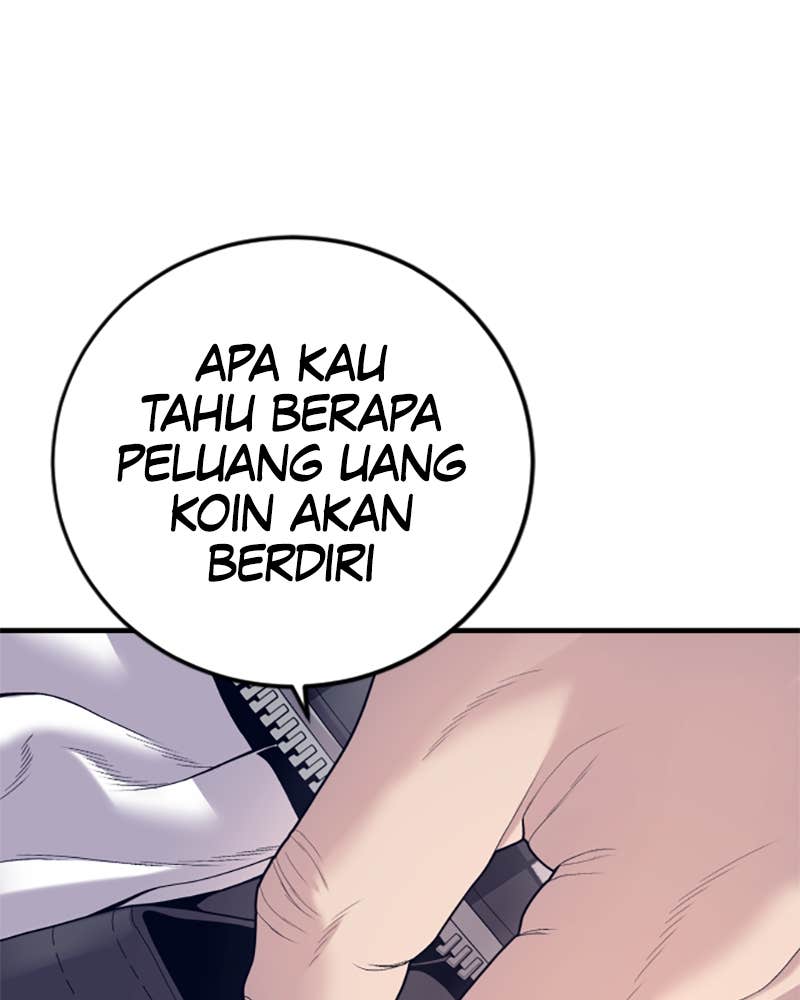 APA KAU
TAHU BERAPA
PELUANG UANG
KOIN AKAN
BERDIRI